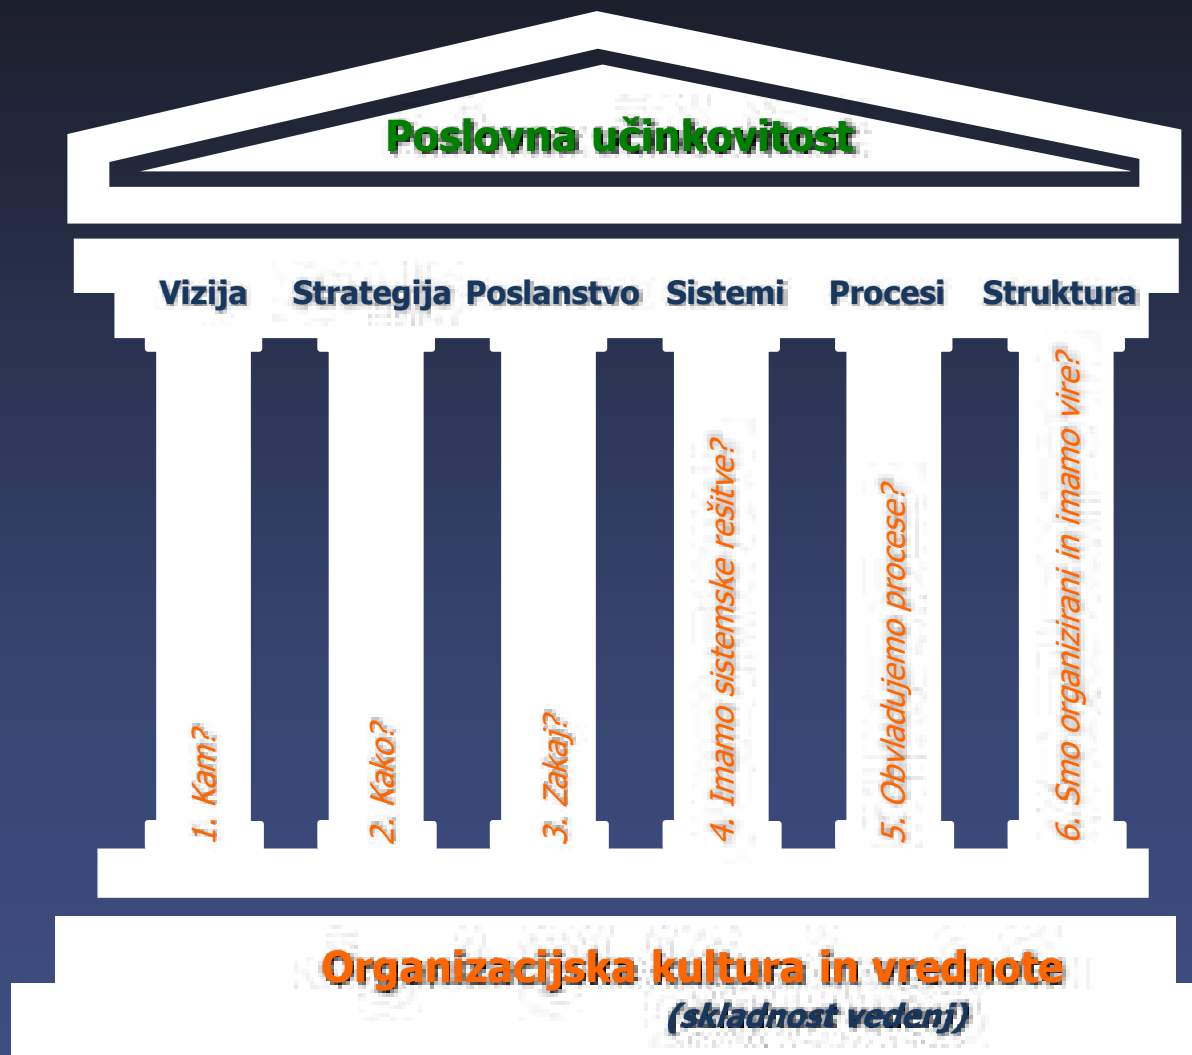 Poslovna učinkovitost
Vizija
Strategija
Poslanstvo
Sistemi
Procesi
Struktura
1. Kam?
2. Kako?
3. Zakaj?
4. Imamo sistemske rešitve?
5. Obvladujemo procese?
6. Smo organizirani in imamo vire?
Organizacijska kultura in vrednote
(skladnost vedenj)